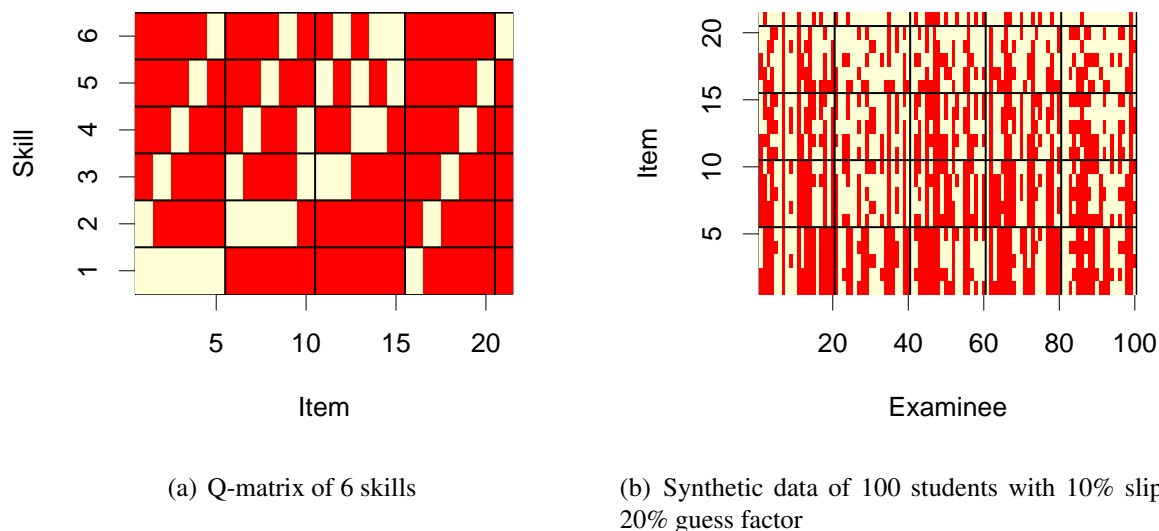 6
5
4
3
2
1
Skill
5
10
15
20
Item
(a) Q-matrix of 6 skills
20
15
10
5
Item
20
40
60
80
100
Examinee
(b) Synthetic data of 100 students with 10% slip
20% guess factor